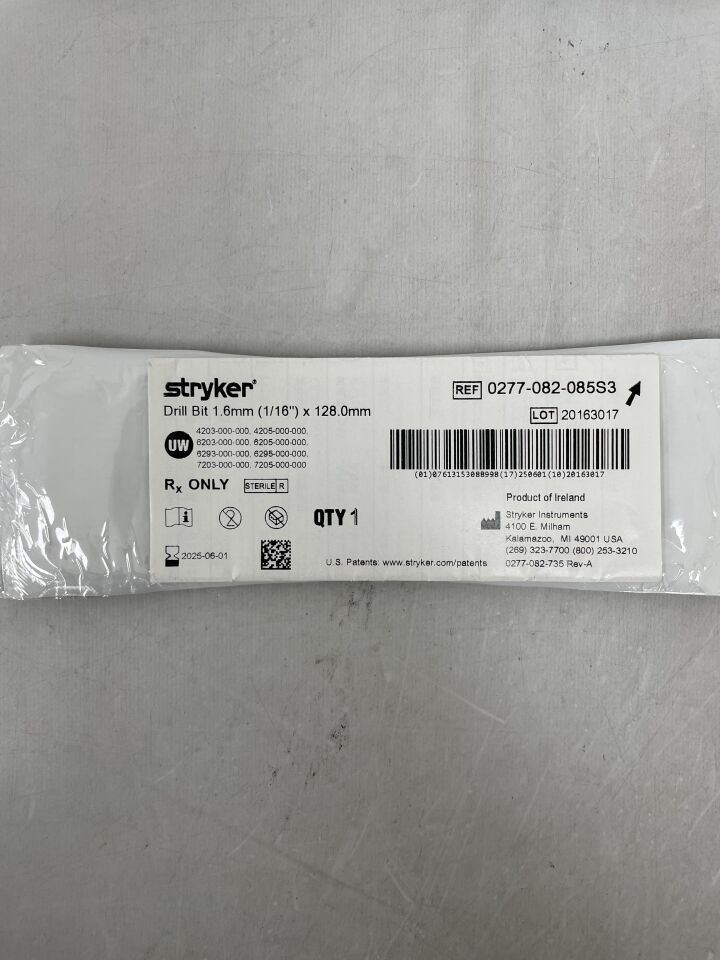 stryker®
Drill Bit 1.6mm (1/16") x 128.0mm
UW
4203-000-000, 4205-000-000,
6203-000-000, 6205-000-000,
6293-000-000, 6295-000-000,
7203-000-000, 7205-000-000
Rx ONLY
STERILE R
2
QTY 1
2025-06-01
REF 0277-082-085S3
LOT 20163017
(01)07613153088998(17)250601(10)20163017
Product of Ireland
Stryker Instruments
4100 E. Milham
Kalamazoo, MI 49001 USA
(269) 323-7700 (800) 253-3210
U.S. Patents: www.stryker.com/patents
0277-082-735 Rev-A